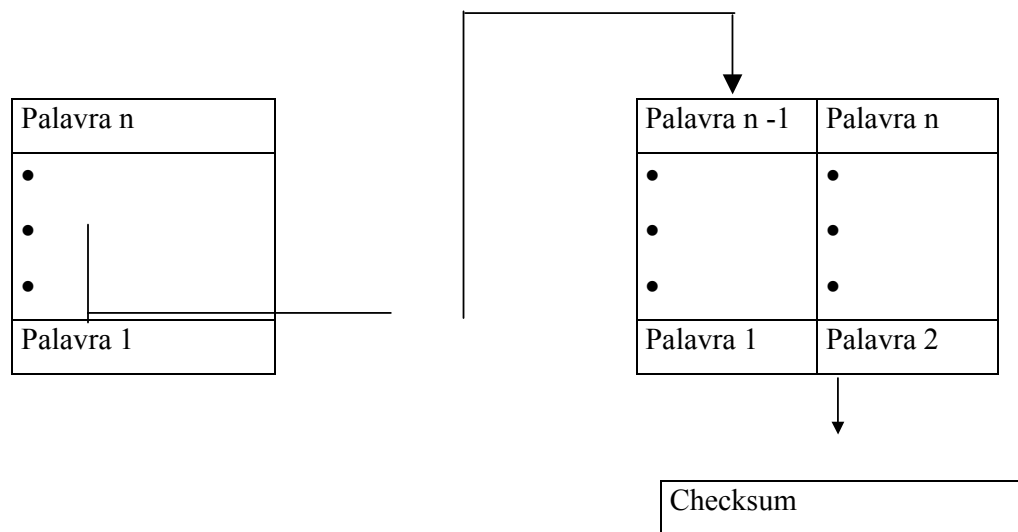 Palavra n
•
•
•
Palavra 1
Palavra n -1 Palavra n
• •
• •
• •
Palavra 1 Palavra 2
Checksum